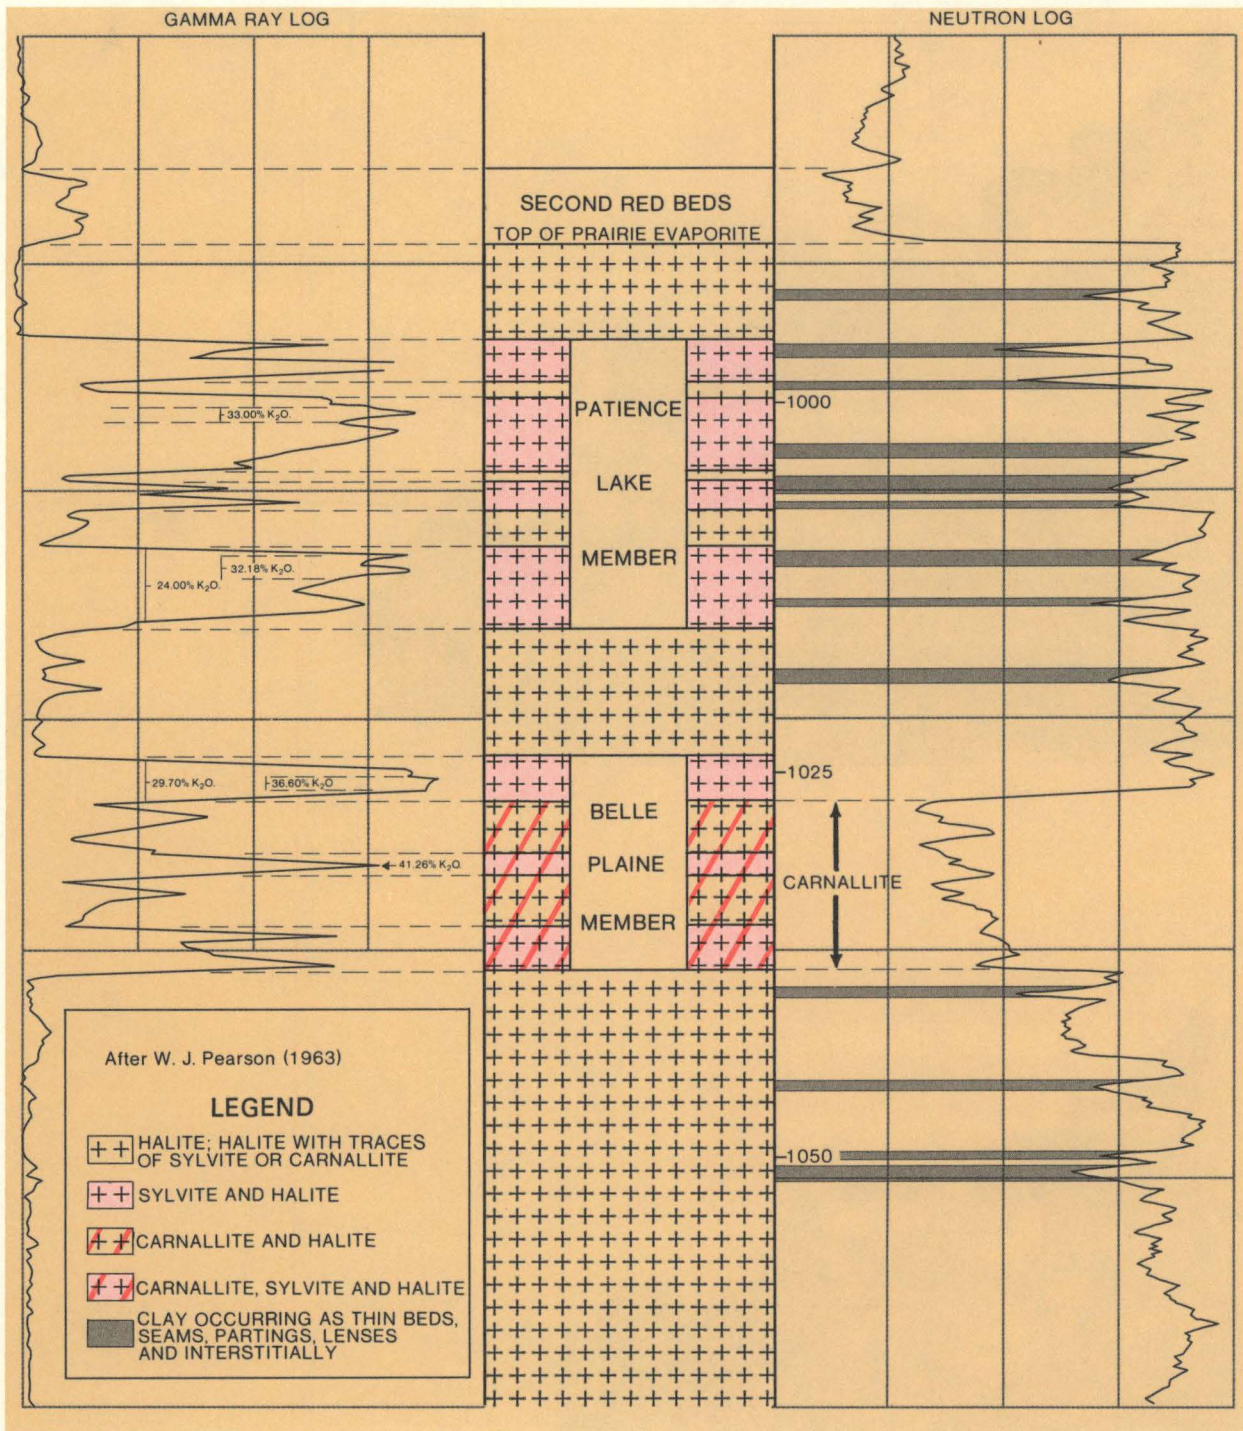 GAMMA RAY LOG
NEUTRON LOG
SECOND RED BEDS
TOP OF PRAIRIE EVAPORITE
PATIENCE
LAKE
MEMBER
33.00% K₂O.
32.18% K₂O.
24.00% K₂O.
1000
29.70% K₂O.
36.60% K₂O
41.26% K₂O.
1025
BELLE
PLAINE
MEMBER
CARNALLITE
1050
After W. J. Pearson (1963)
LEGEND
HALITE; HALITE WITH TRACES
OF SYLVITE OR CARNALLITE
SYLVITE AND HALITE
CARNALLITE AND HALITE
CARNALLITE, SYLVITE AND HALITE
CLAY OCCURRING AS THIN BEDS,
SEAMS, PARTINGS, LENSES
AND INTERSTITIALLY